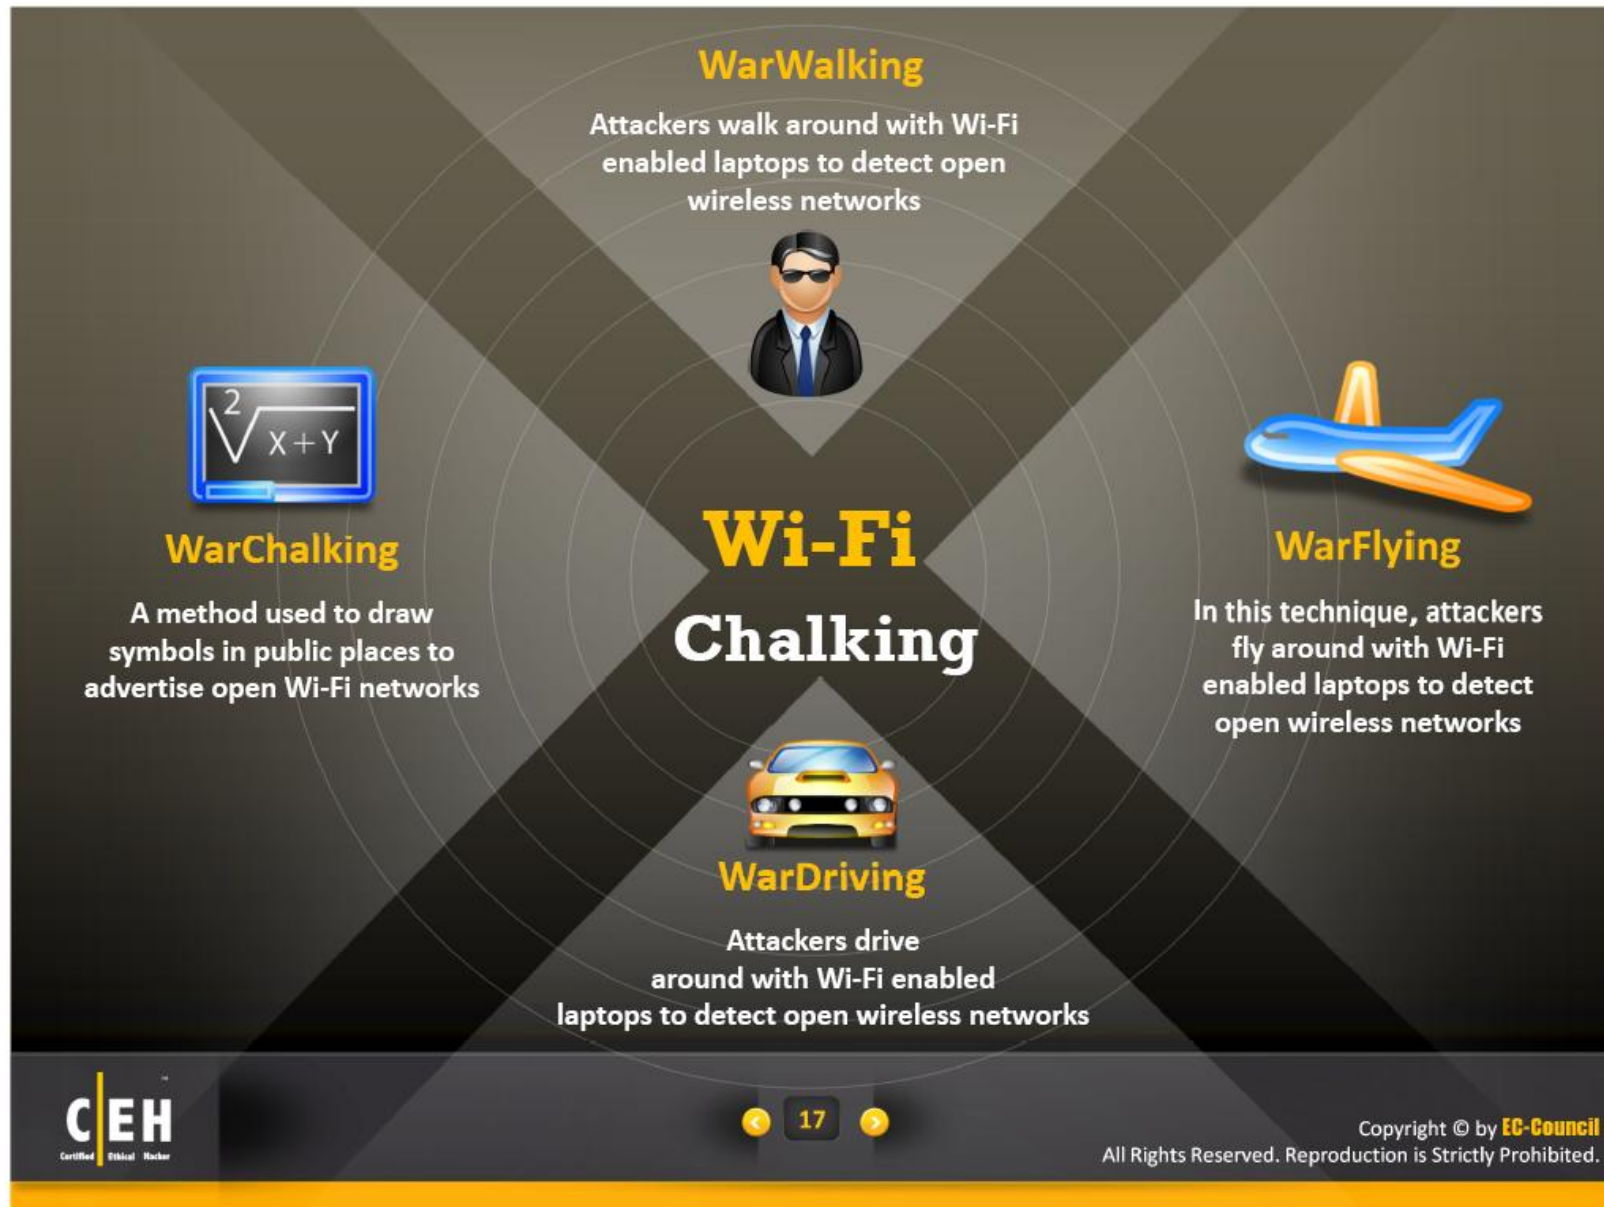 WarWalking
Attackers walk around with Wi-Fi
enabled laptops to detect open
wireless networks
2
X+Y
WarChalking
A method used to draw
symbols in public places to
advertise open Wi-Fi networks
Wi-Fi
Chalking
WarFlying
In this technique, attackers
fly around with Wi-Fi
enabled laptops to detect
open wireless networks
WarDriving
Attackers drive
around with Wi-Fi enabled
laptops to detect open wireless networks
C|EH
Certified Ethical Hacker
17
Copyright © by EC-Council
All Rights Reserved. Reproduction is Strictly Prohibited.